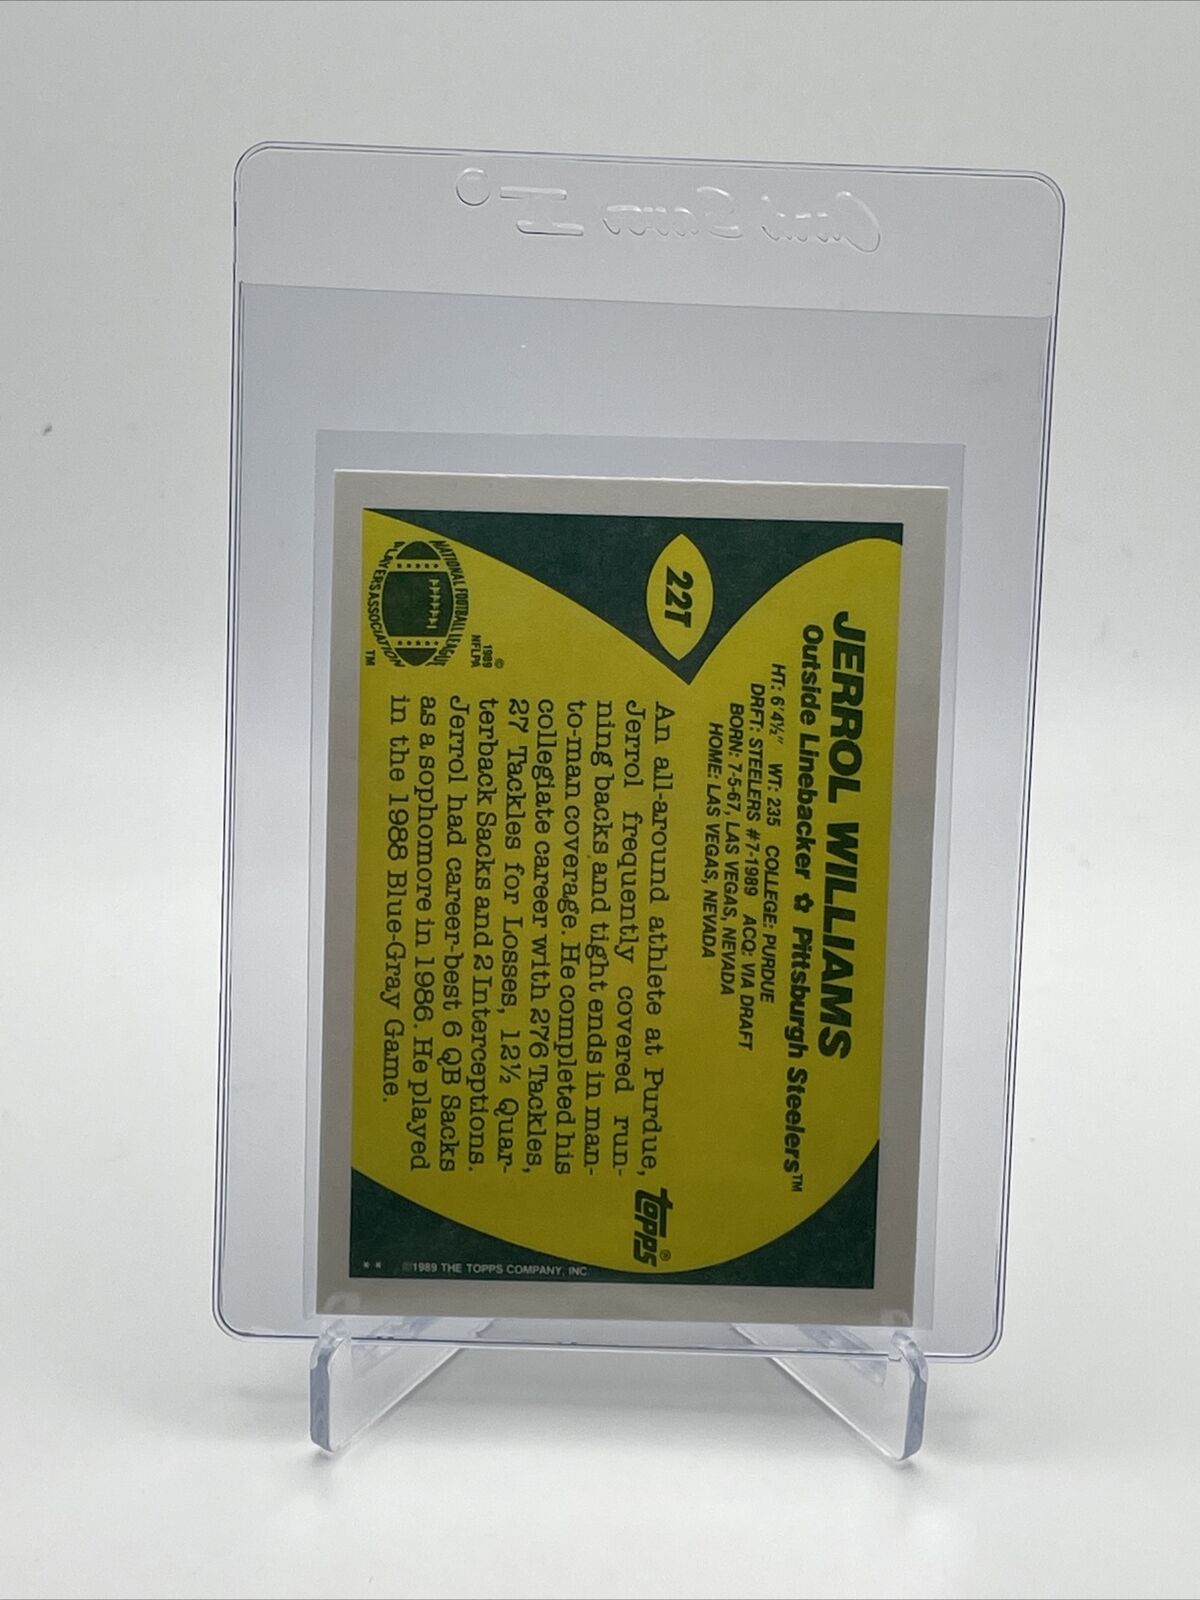 Card Saver I
22T
JERROL WILLIAMS
Outside Linebacker ✿ Pittsburgh Steelers™
HT: 6'4½" WT: 235 COLLEGE: PURDUE
DRFT: STEELERS #7-1989 ACQ: VIA DRAFT
BORN: 7-5-67, LAS VEGAS, NEVADA
HOME: LAS VEGAS, NEVADA
An all-around athlete at Purdue,
Jerrol frequently covered run-
ning backs and tight ends in man-
to-man coverage. He completed his
collegiate career with 276 Tackles,
27 Tackles for Losses, 12½ Quar-
terback Sacks and 2 Interceptions.
Jerrol had career-best 6 QB Sacks
as a sophomore in 1986. He played
in the 1988 Blue-Gray Game.
©
1989
NFLPA
NATIONAL FOOTBALL LEAGUE
PLAYERS ASSOCIATION
TM
topps®
** ©1989 THE TOPPS COMPANY, INC.